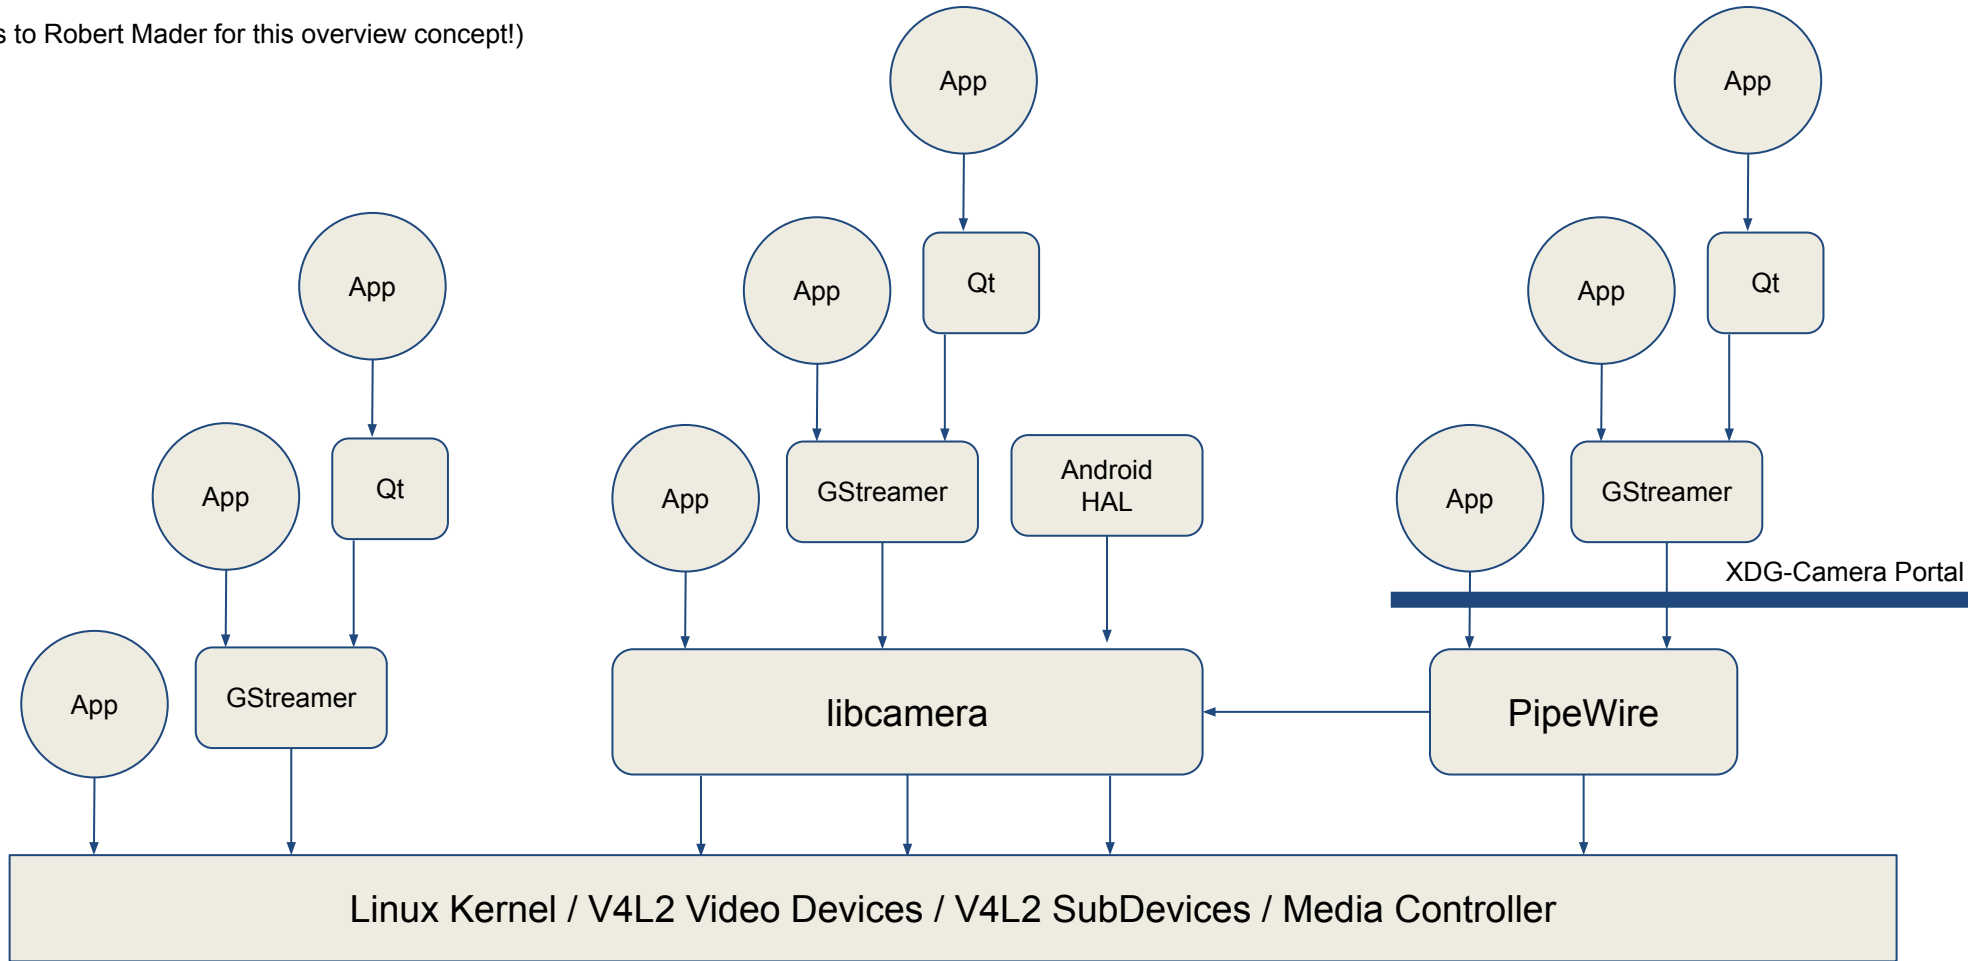 s to Robert Mader for this overview concept!)
App
App
App
Qt
App
Qt
App
App
Qt
App
GStreamer
Android
HAL
App
GStreamer
App
XDG-Camera Portal
App
GStreamer
libcamera
PipeWire
Linux Kernel / V4L2 Video Devices / V4L2 SubDevices / Media Controller